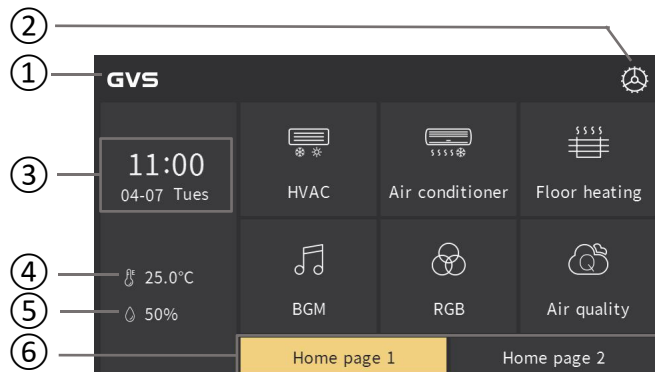 ②
①
GVS
③
11:00
04-07 Tues
HVAC
Air conditioner
Floor heating
④
25.0°C
⑤
50%
BGM
RGB
Air quality
⑥
Home page 1
Home page 2